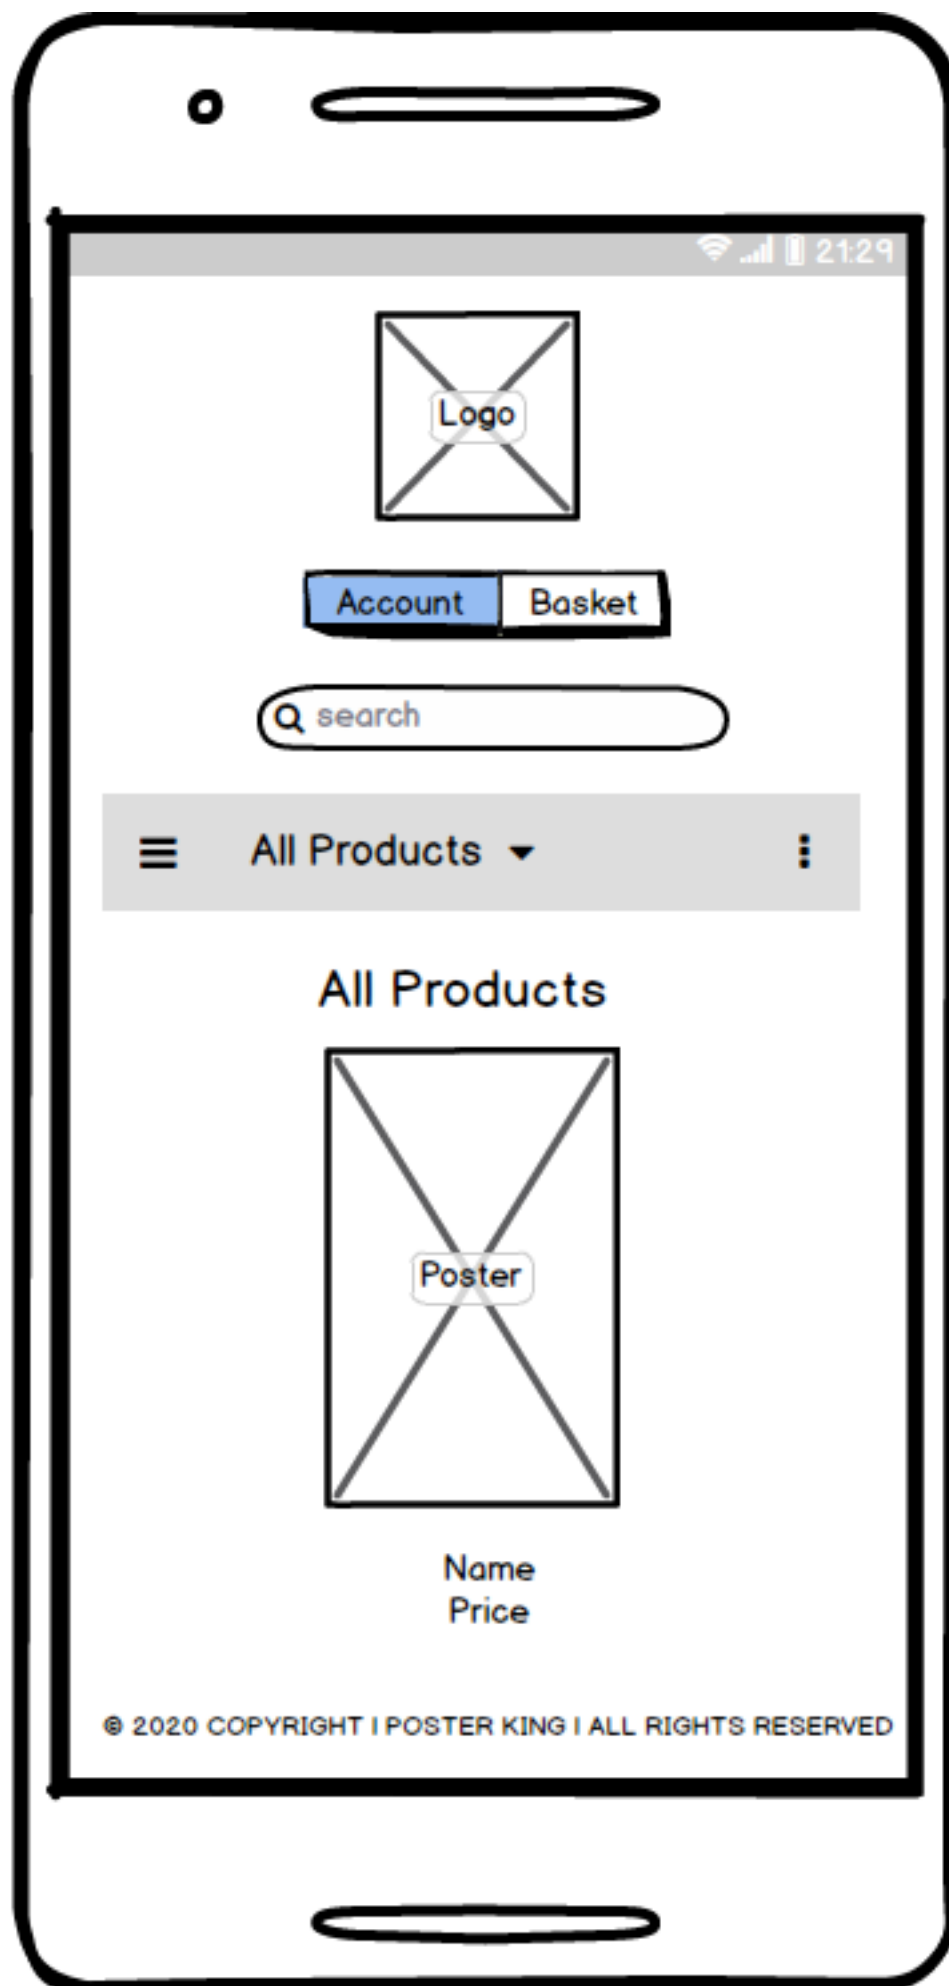 21:29
Logo
Account Basket
search
All Products
All Products
Poster
Name
Price
© 2020 COPYRIGHT | POSTER KING | ALL RIGHTS RESERVED